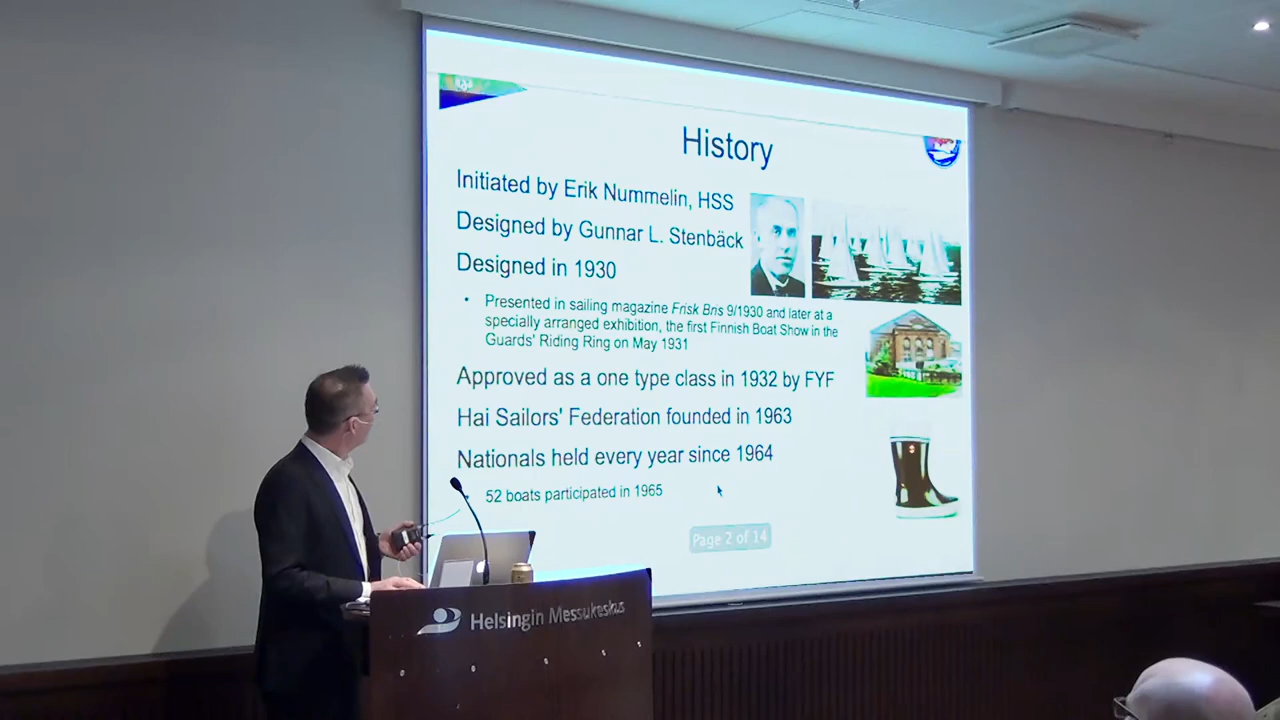 History
Initiated by Erik Nummelin, HSS
Designed by Gunnar L. Stenbäck
Designed in 1930
• Presented in sailing magazine Frisk Bris 9/1930 and later at a
specially arranged exhibition, the first Finnish Boat Show in the
Guards' Riding Ring on May 1931
Approved as a one type class in 1932 by FYF
Hai Sailors' Federation founded in 1963
Nationals held every year since 1964
• 52 boats participated in 1965
Page 2 of 14
Helsingin Messukeskus